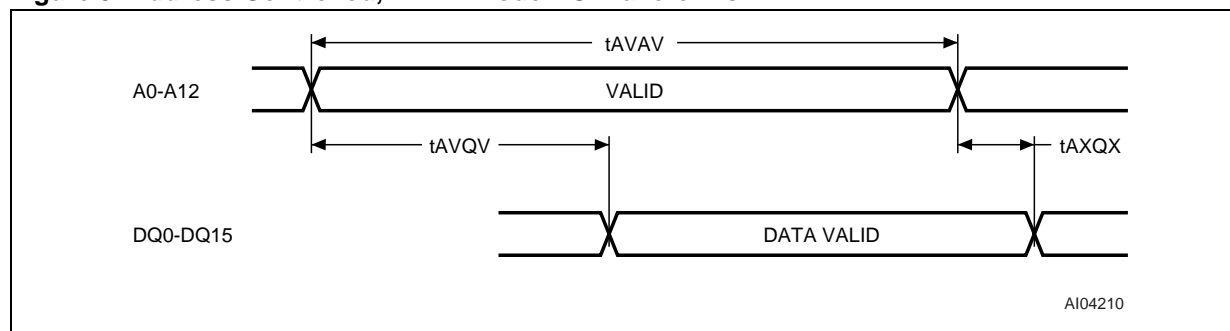 tAVAV
A0-A12
VALID
tAVQV
tAXQX
DQ0-DQ15
DATA VALID
AI04210